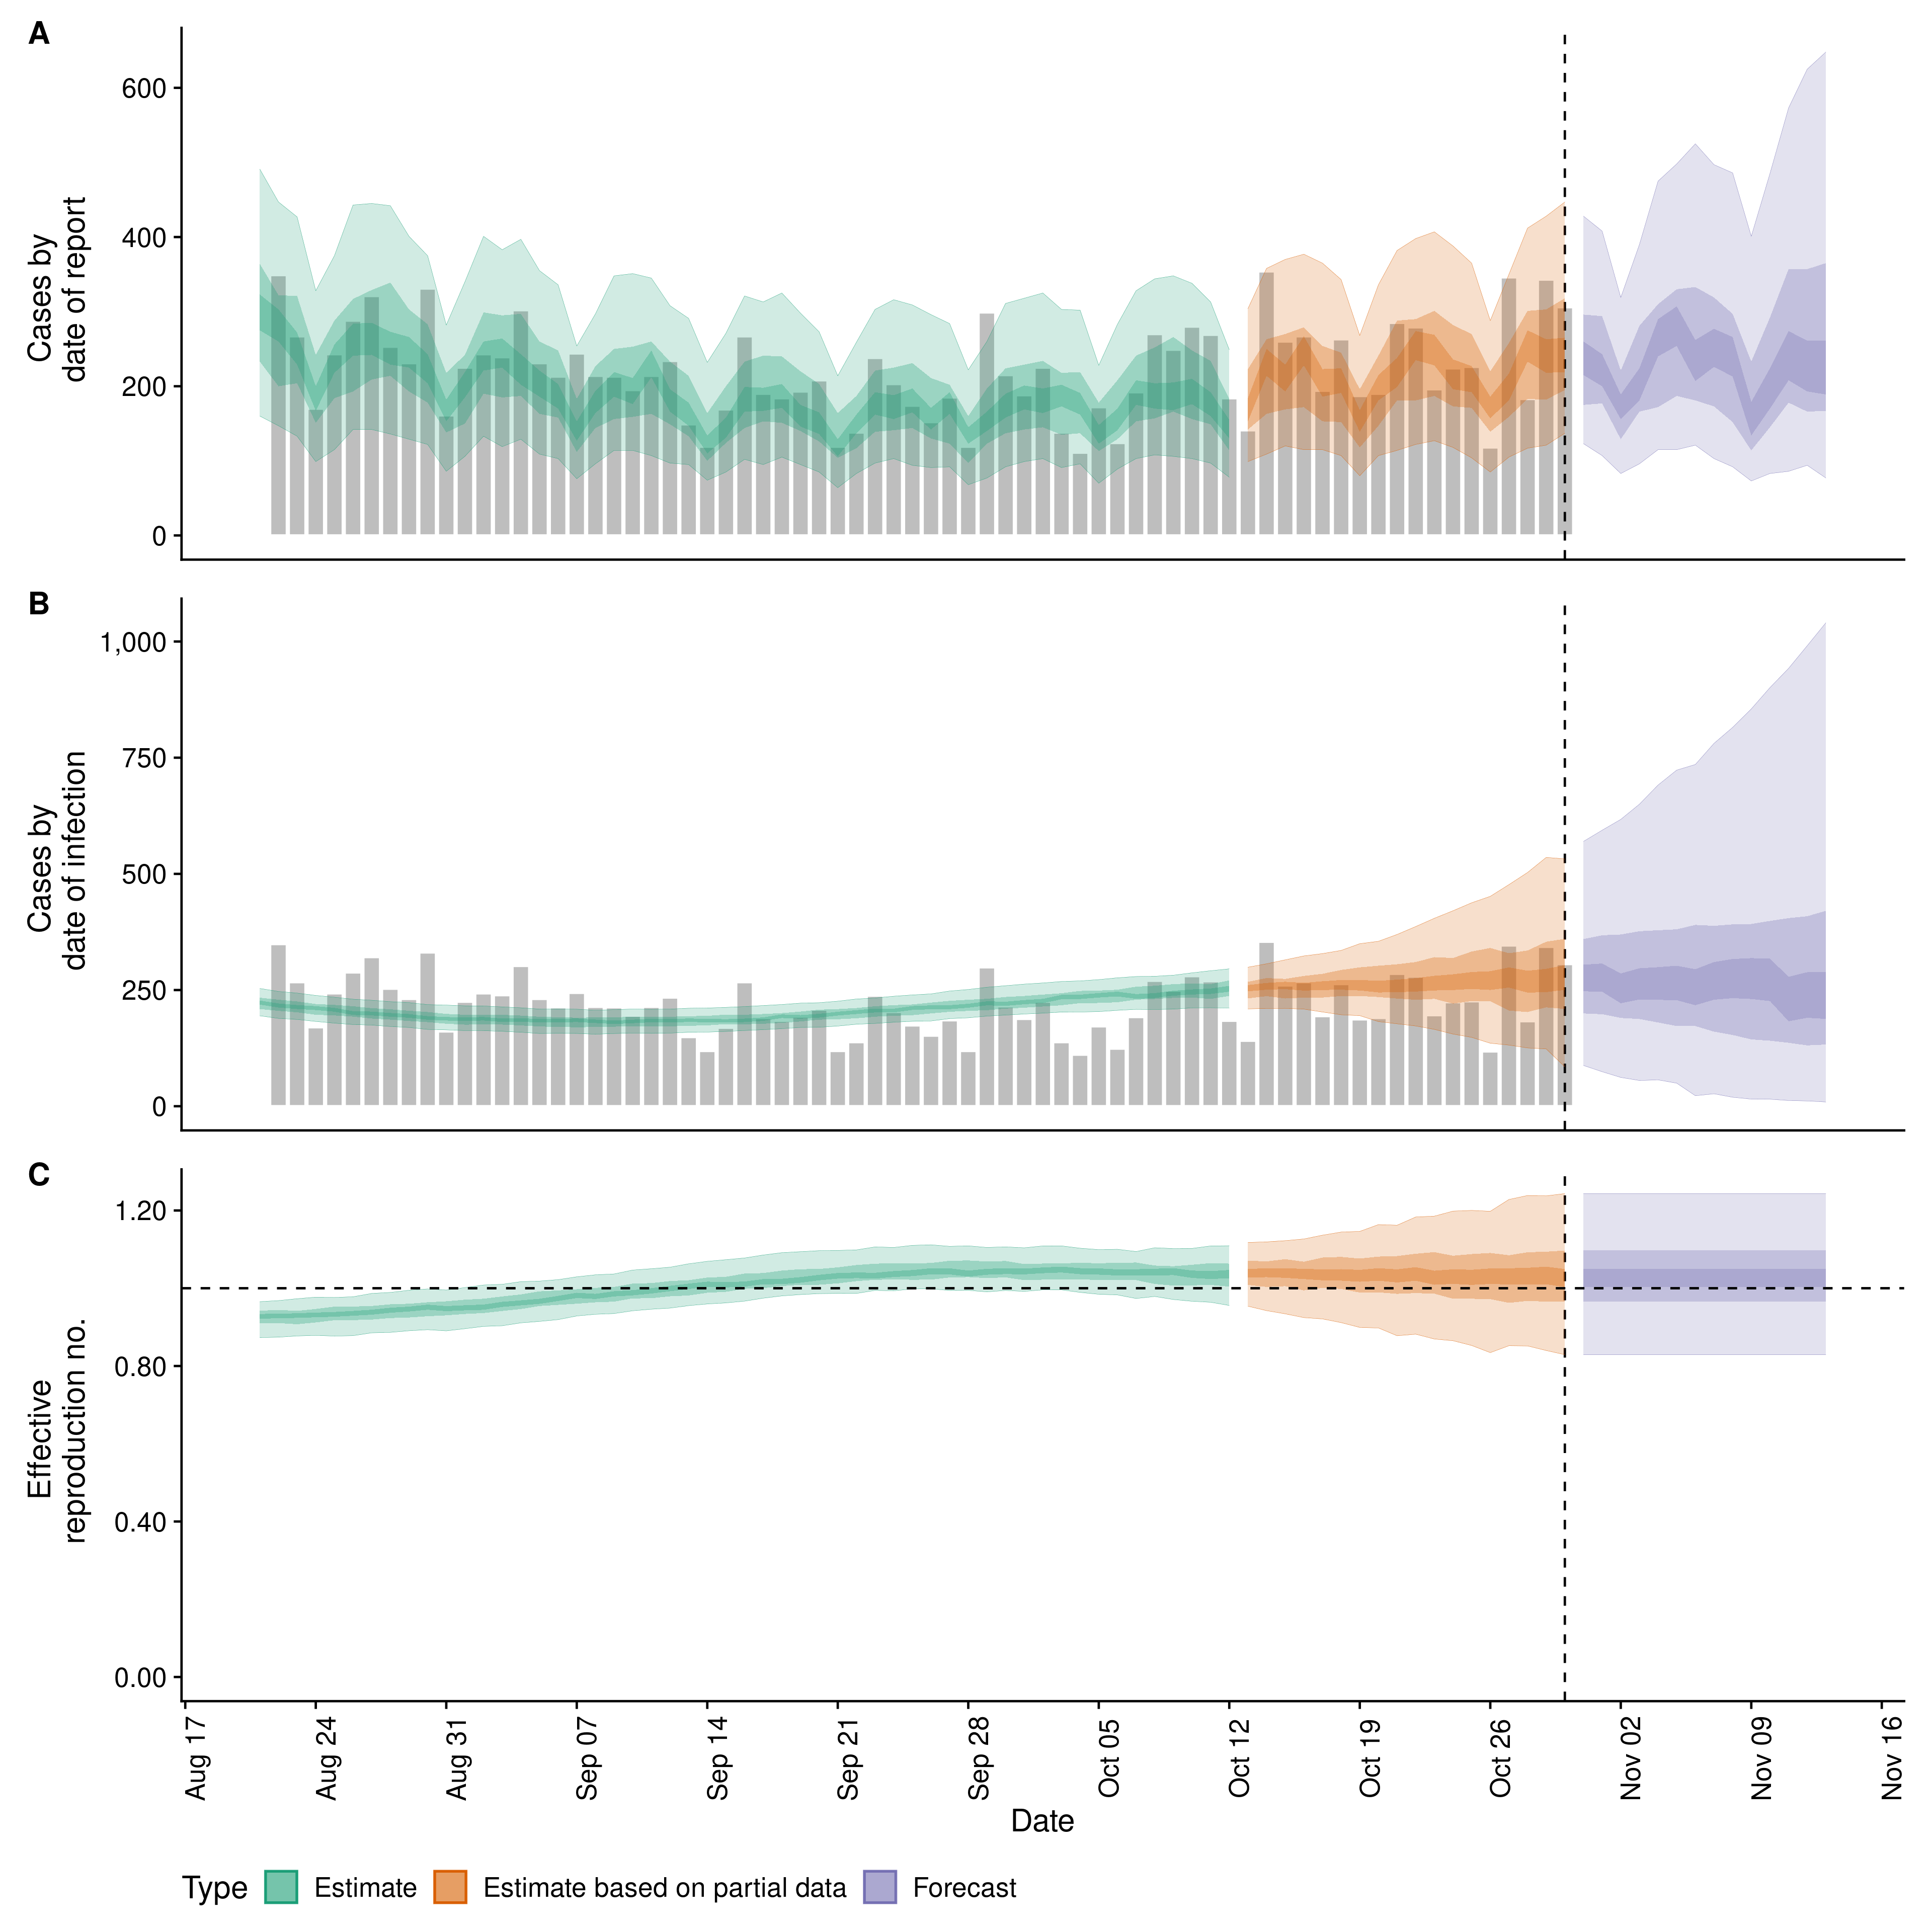 A
600
400
200
0
Cases by
date of report
B
1,000
750
500
250
0
Cases by
date of infection
C
1.20
0.80
0.40
0.00
Effective
reproduction no.
Aug 17
Aug 24
Aug 31
Sep 07
Sep 14
Sep 21
Sep 28
Oct 05
Oct 12
Oct 19
Oct 26
Nov 02
Nov 09
Nov 16
Date
Type Estimate Estimate based on partial data Forecast